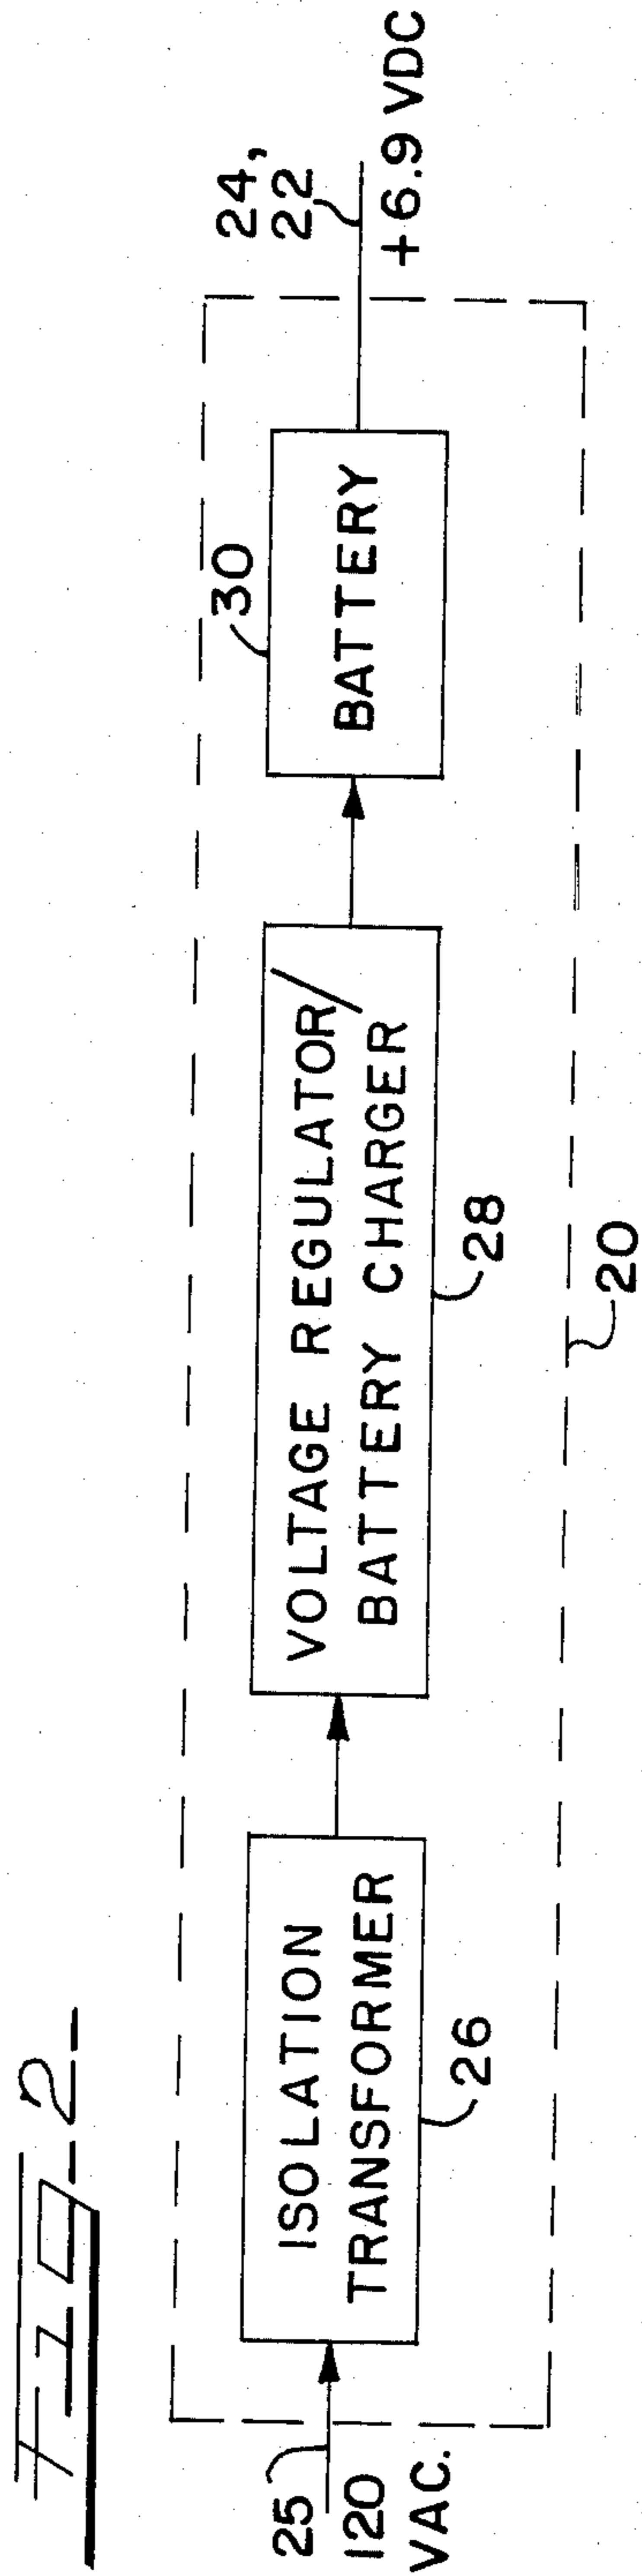 Fig-2-
24,
22
+6.9 VDC
30
BATTERY
VOLTAGE REGULATOR/
BATTERY CHARGER
28
20
ISOLATION
TRANSFORMER
26
25
120
VAC.